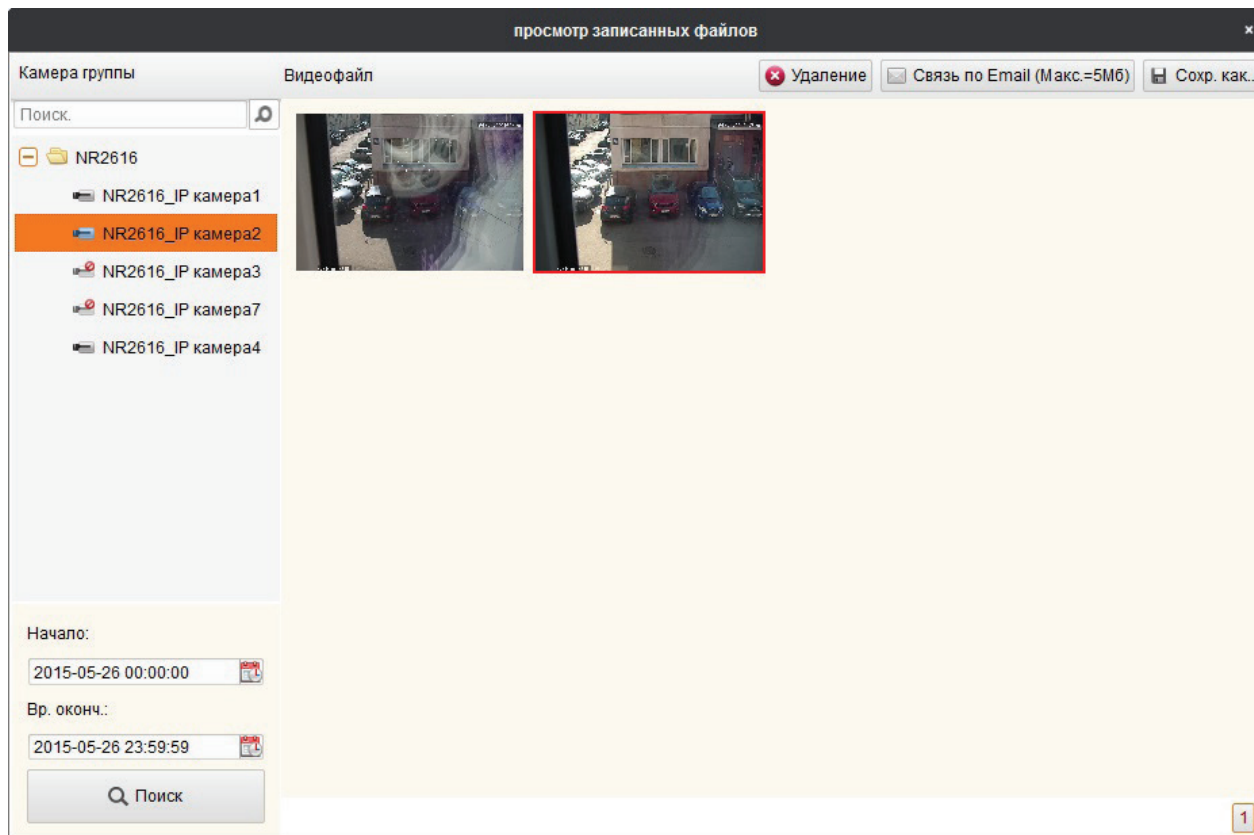 просмотр записанных файлов
Камера группы
Видеофайл
Удаление
Связь по Email (Макс.=5Мб)
Сохр. как..
Поиск.
NR2616
NR2616_IP камера1
NR2616_IP камера2
NR2616_IP камера3
NR2616_IP камера7
NR2616_IP камера4
Начало:
2015-05-26 00:00:00
Вр. оконч.:
2015-05-26 23:59:59
Поиск
1